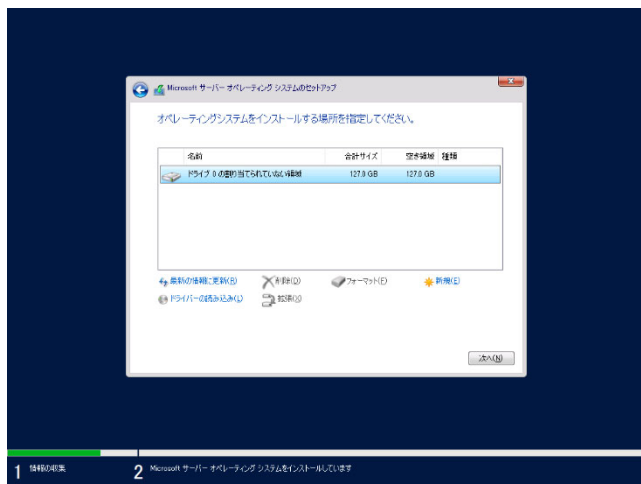 Microsoft サーバー オペレーティング システムのセットアップ
オペレーティングシステムをインストールする場所を指定してください。
名前 合計サイズ 空き領域 種類
ドライブ 0 の割り当てられていない領域 127.0 GB 127.0 GB
最新の情報に更新(R) 削除(D) フォーマット(F) 新規(E)
ドライバーの読み込み(L) 拡張(X)
次へ(N)
1 情報の収集 2 Microsoft サーバー オペレーティング システムをインストールしています